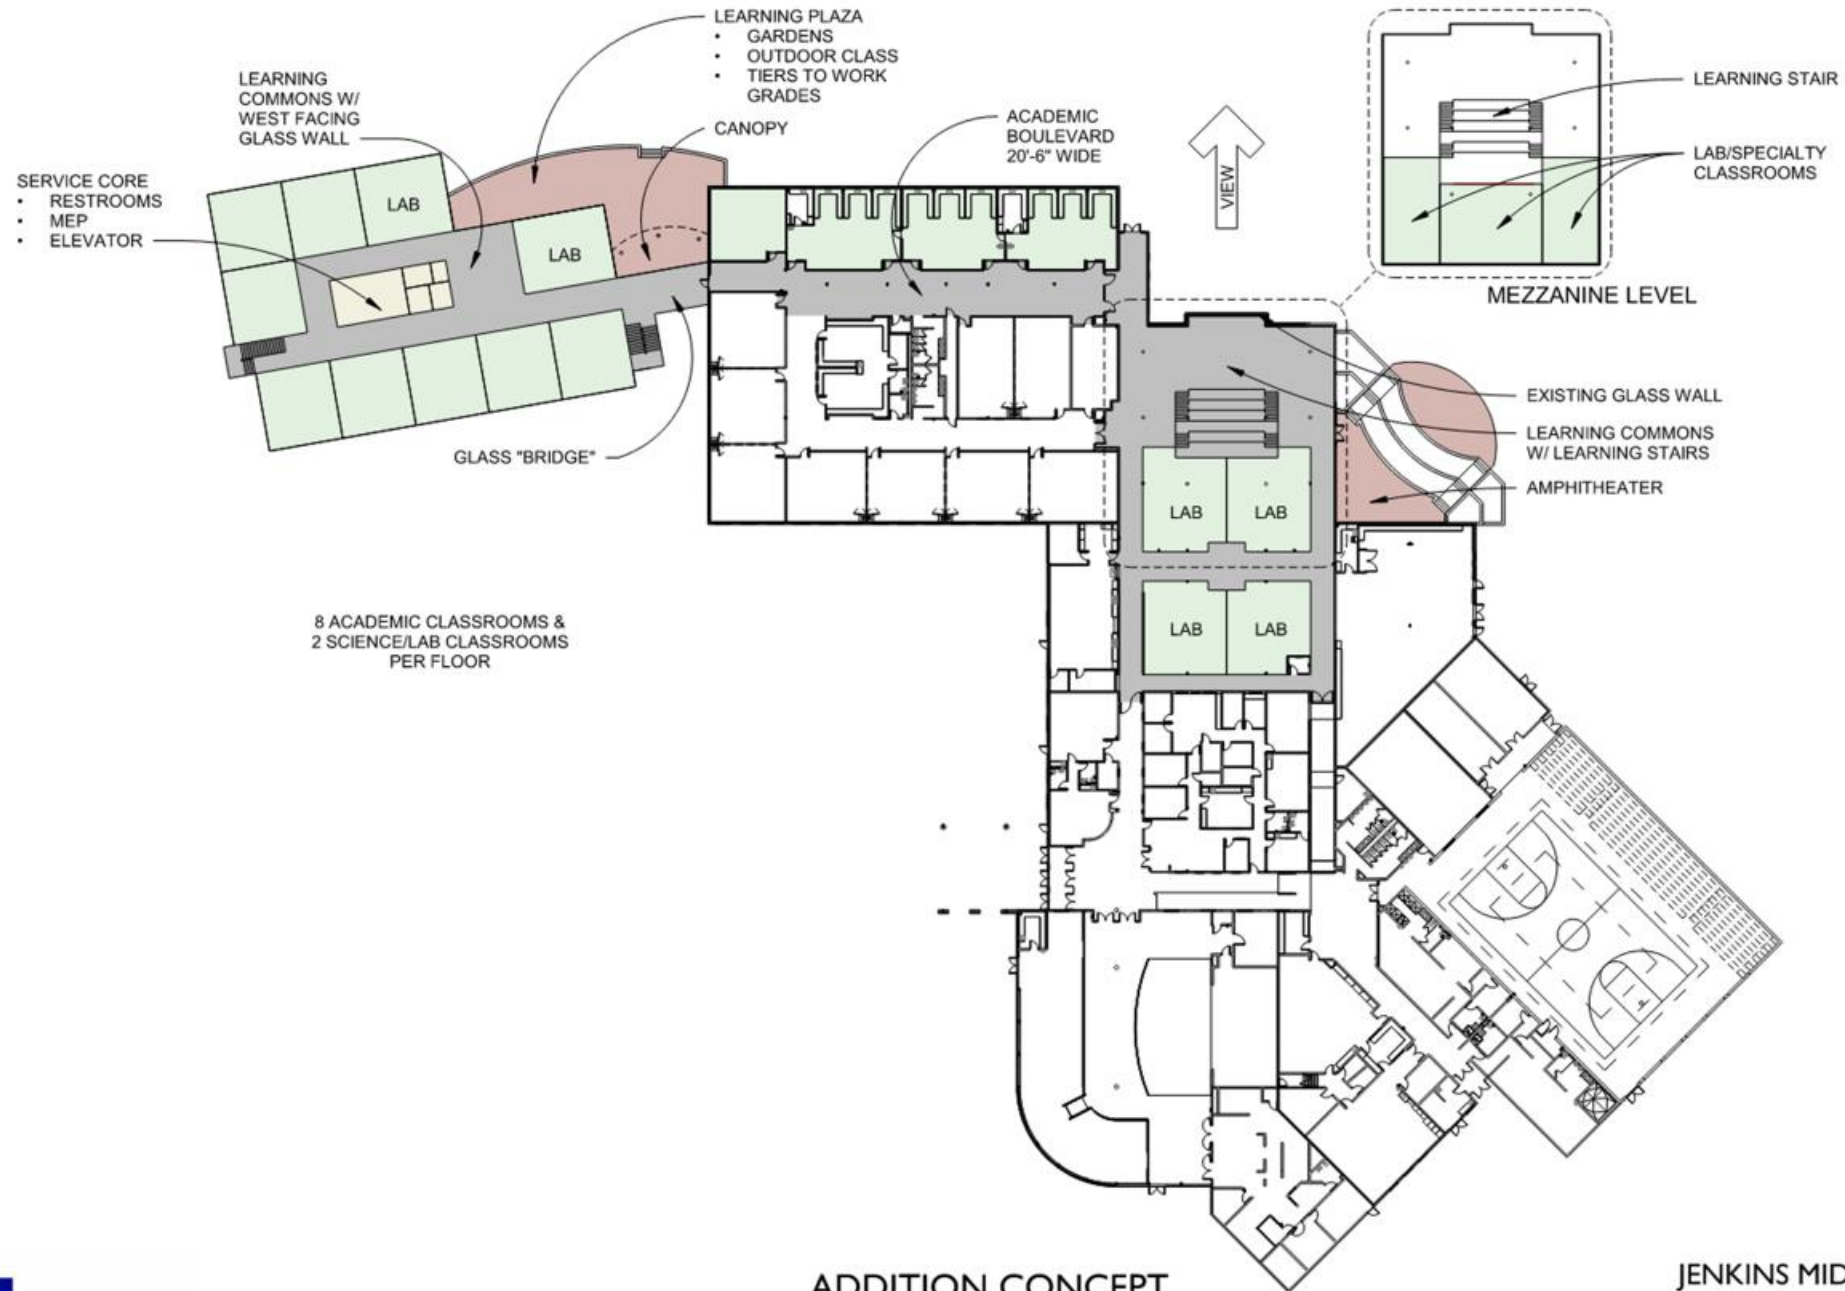 LEARNING PLAZA
• GARDENS
• OUTDOOR CLASS
• TIERS TO WORK
GRADES
LEARNING
COMMONS W/
WEST FACING
GLASS WALL
CANOPY
ACADEMIC
BOULEVARD
20'-6" WIDE
VIEW
LEARNING STAIR
LAB/SPECIALTY
CLASSROOMS
MEZZANINE LEVEL
SERVICE CORE
• RESTROOMS
• MEP
• ELEVATOR
LAB
LAB
GLASS "BRIDGE"
EXISTING GLASS WALL
LEARNING COMMONS
W/ LEARNING STAIRS
AMPHITHEATER
LAB
LAB
LAB
LAB
8 ACADEMIC CLASSROOMS &
2 SCIENCE/LAB CLASSROOMS
PER FLOOR
ADDITION CONCEPT
JENKINS MID